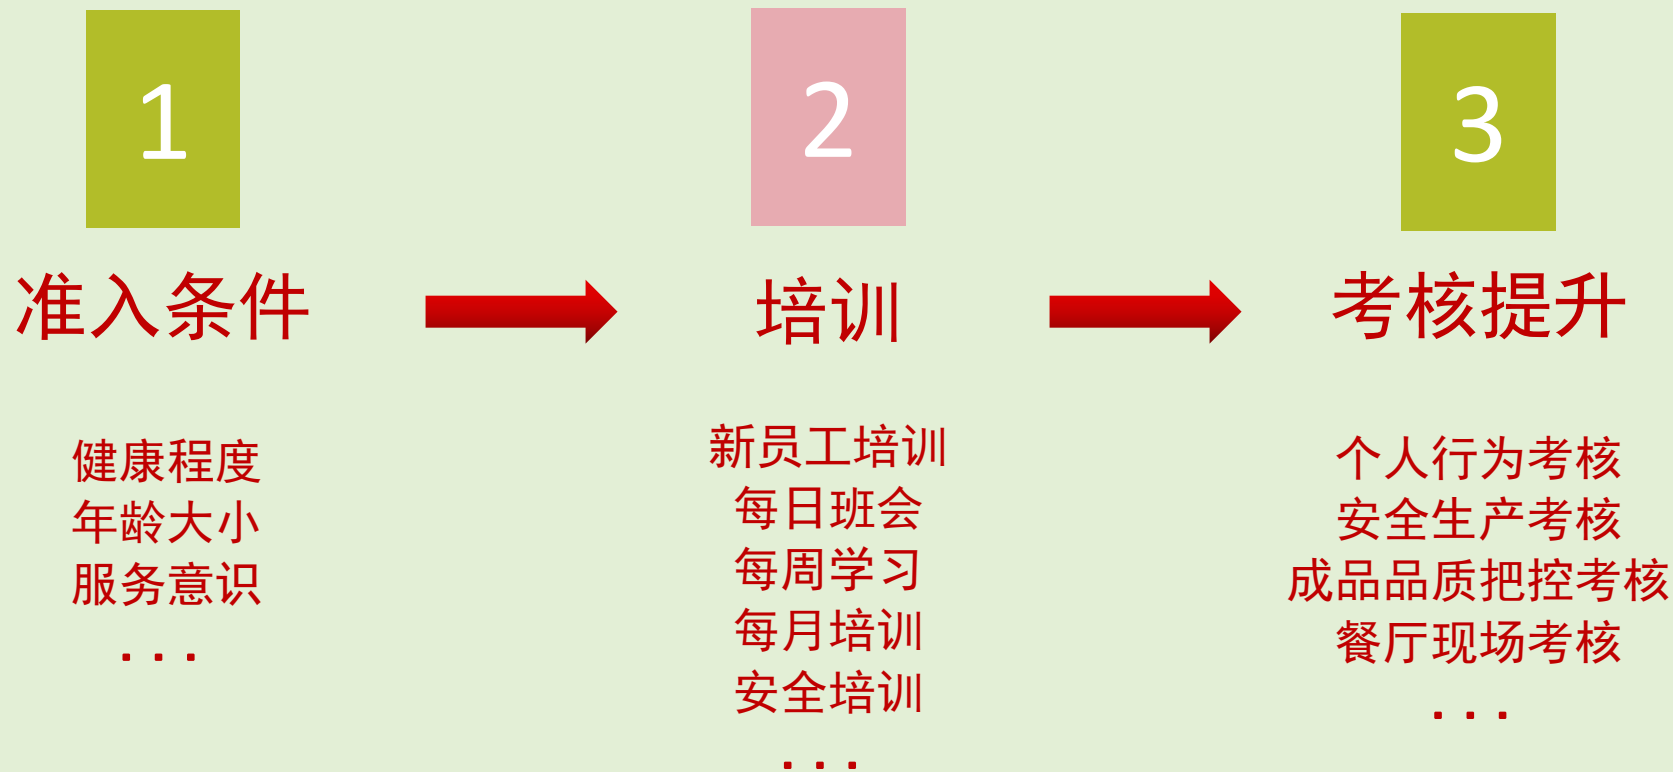 1
准入条件
健康程度
年龄大小
服务意识
...
2
培训
新员工培训
每日班会
每周学习
每月培训
安全培训
...
3
考核提升
个人行为考核
安全生产考核
成品品质把控考核
餐厅现场考核
...